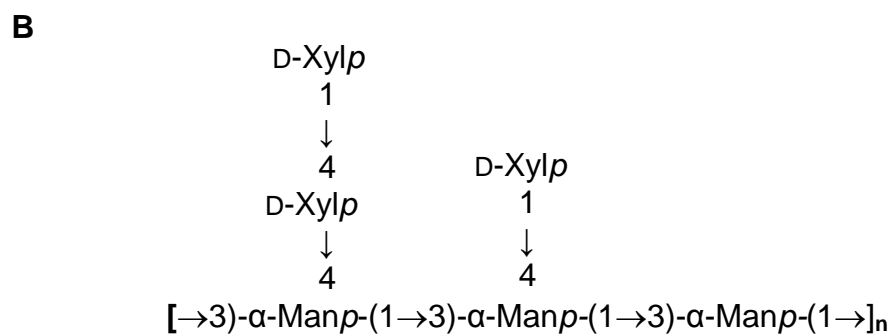 B
D-Xylp
1
↓
4
D-Xylp
↓
4
D-Xylp
1
↓
4
[→3)-α-Manp-(1→3)-α-Manp-(1→3)-α-Manp-(1→]n